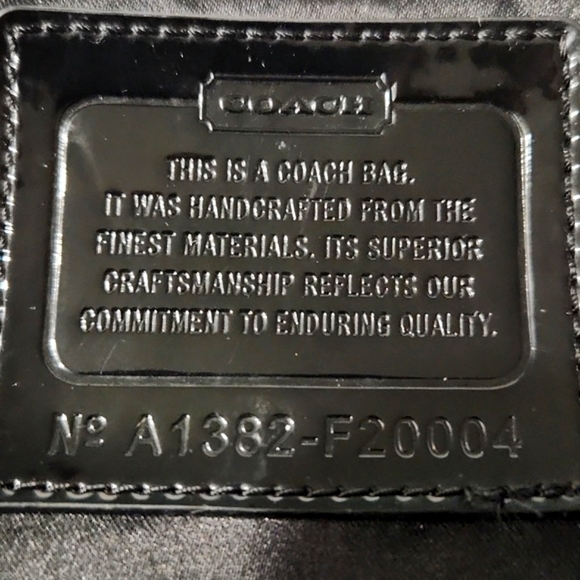 COACH
THIS IS A COACH BAG.
IT WAS HANDCRAFTED FROM THE
FINEST MATERIALS. ITS SUPERIOR
CRAFTSMANSHIP REFLECTS OUR
COMMITMENT TO ENDURING QUALITY.
Nº A1382-F20004